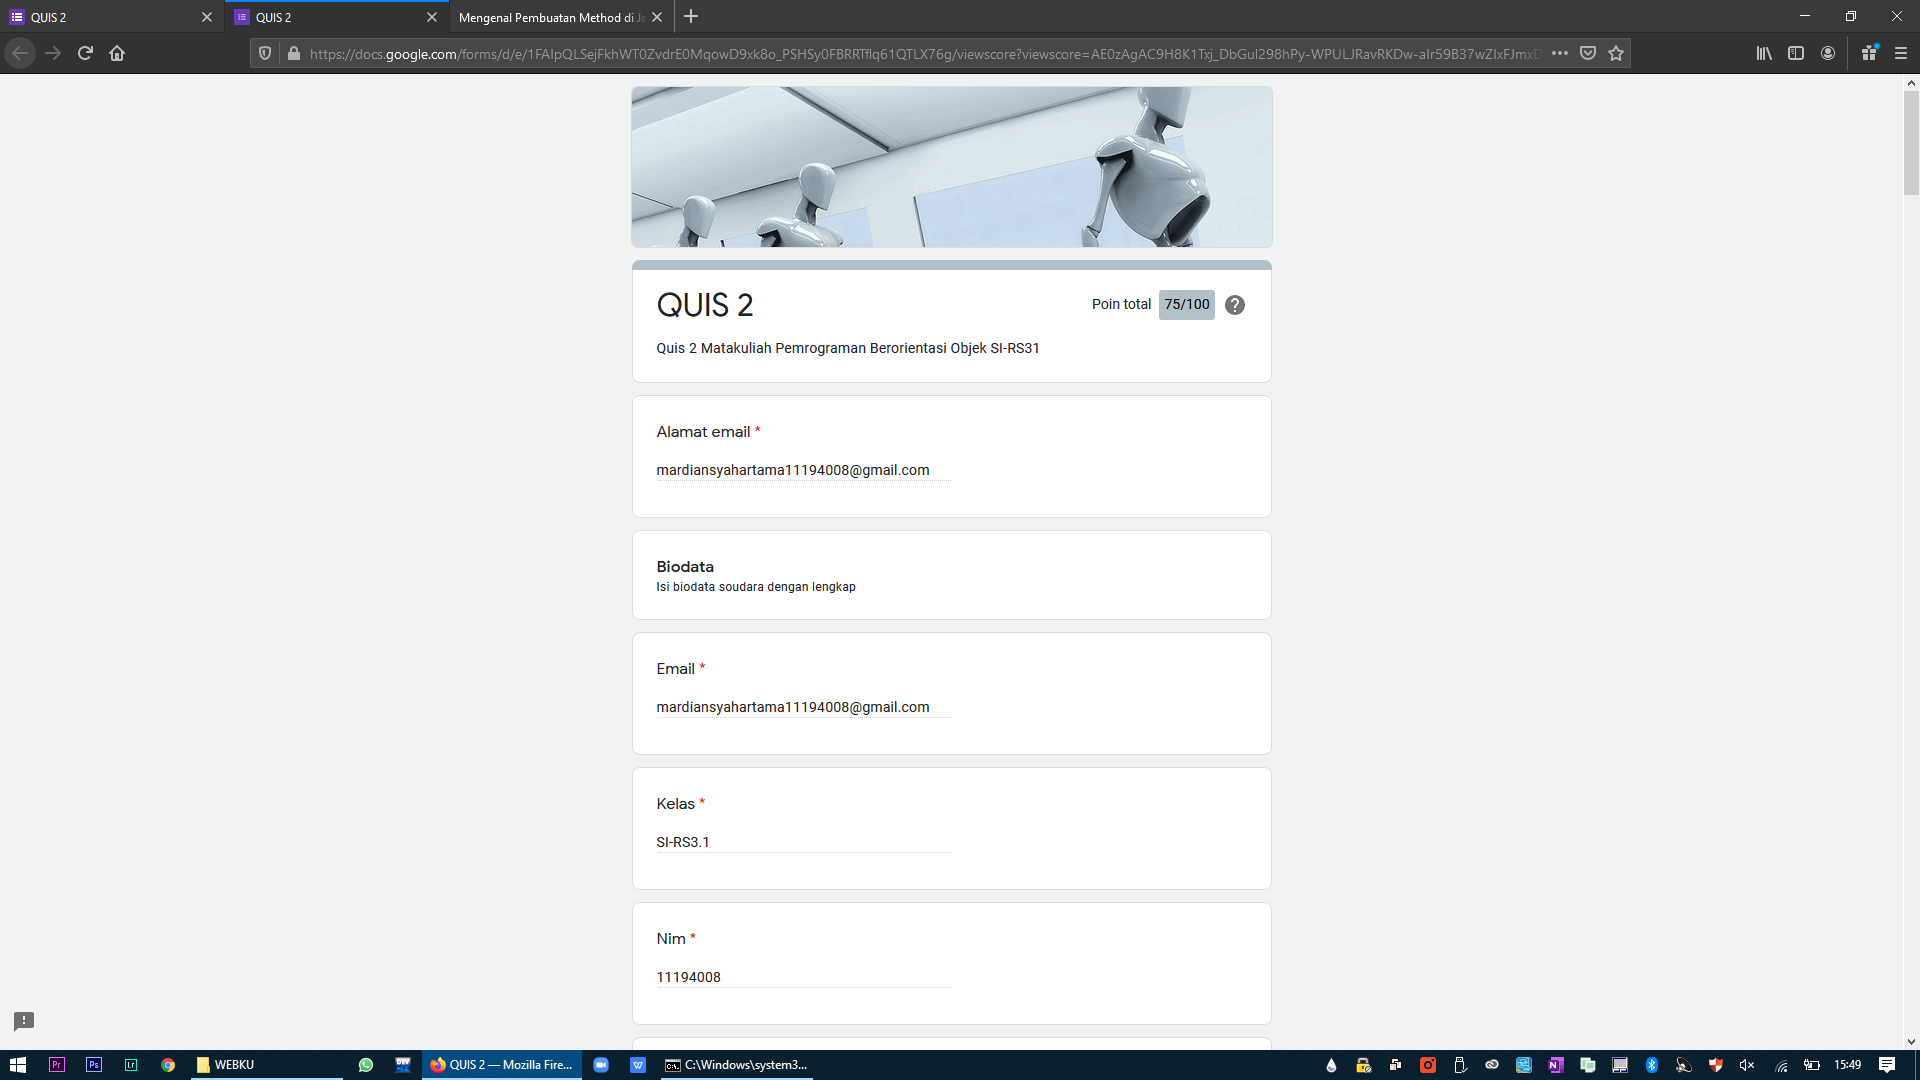 QUIS 2
QUIS 2
Mengenal Pembuatan Method di Ja
https://docs.google.com/forms/d/e/1FAIpQLSejFkhWT0ZvdrE0MqowD9xk8o_PSHSy0FBRRTflq61QTLX76g/viewscore?viewscore=AE0zAgAC9H8K1Txj_DbGul298hPy-WPULJRavRKDw-aIr59B37wZIxFJmxD
QUIS 2
Poin total 75/100
Quis 2 Matakuliah Pemrograman Berorientasi Objek SI-RS31
Alamat email *
mardiansyahartama11194008@gmail.com
Biodata
Isi biodata soudara dengan lengkap
Email *
mardiansyahartama11194008@gmail.com
Kelas *
SI-RS3.1
Nim *
11194008
WEBKU
QUIS 2 — Mozilla Fire...
C:\Windows\system3...
15:49